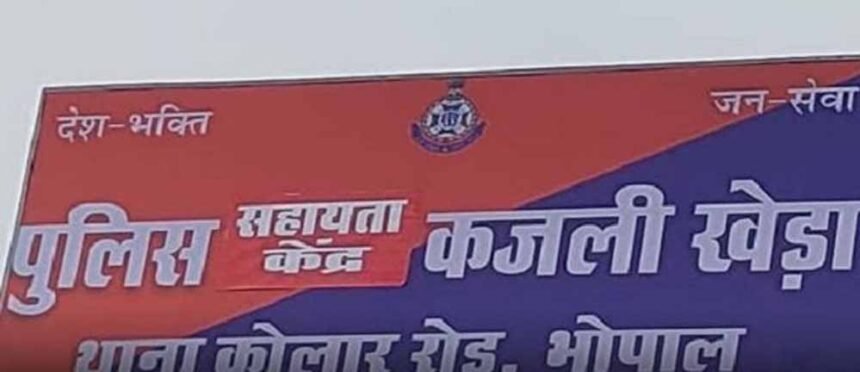 देश-भक्ति जन-सेवा
पुलिस सहायता केंद्र कजली खेड़ा
थाना कोलार रोड, भोपाल